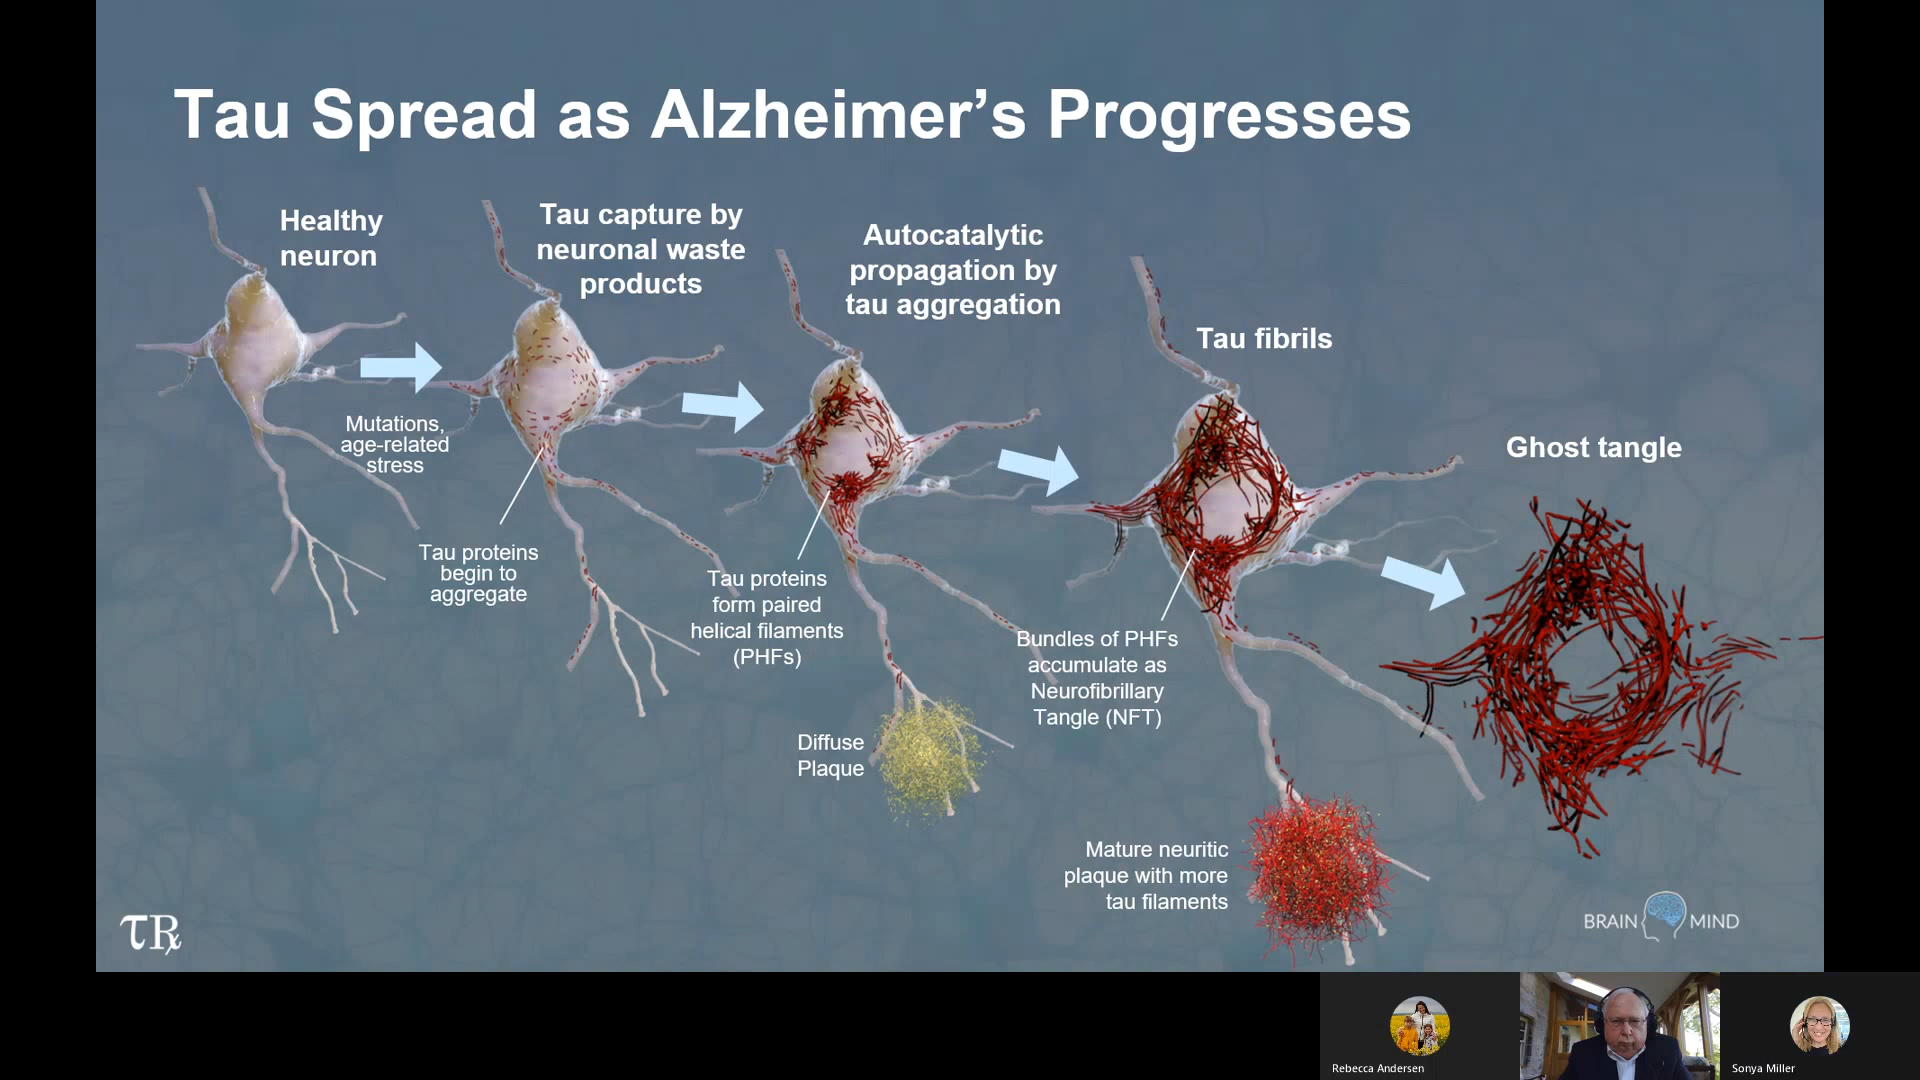 Tau Spread as Alzheimer’s Progresses
Healthy
neuron
Tau capture by
neuronal waste
products
Autocatalytic
propagation by
tau aggregation
Tau fibrils
Ghost tangle
Mutations,
age-related
stress
Tau proteins
begin to
aggregate
Tau proteins
form paired
helical filaments
(PHFs)
Bundles of PHFs
accumulate as
Neurofibrillary
Tangle (NFT)
Diffuse
Plaque
Mature neuritic
plaque with more
tau filaments
τ℞
BRAIN MIND
Rebecca Andersen
Sonya Miller